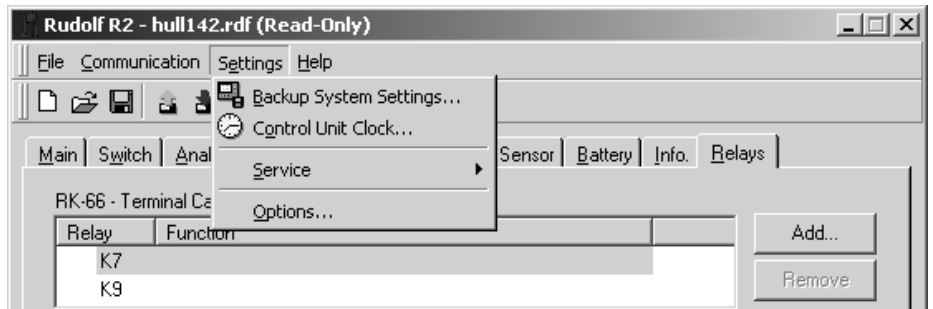 Rudolf R2 - hull142.rdf (Read-Only)
File Communication Settings Help
Backup System Settings...
Control Unit Clock...
Service
Options...
Main Switch Anal Sensor Battery Info. Relays
RK-66 - Terminal Ca
Relay Function
Add...
K7
Remove
K9